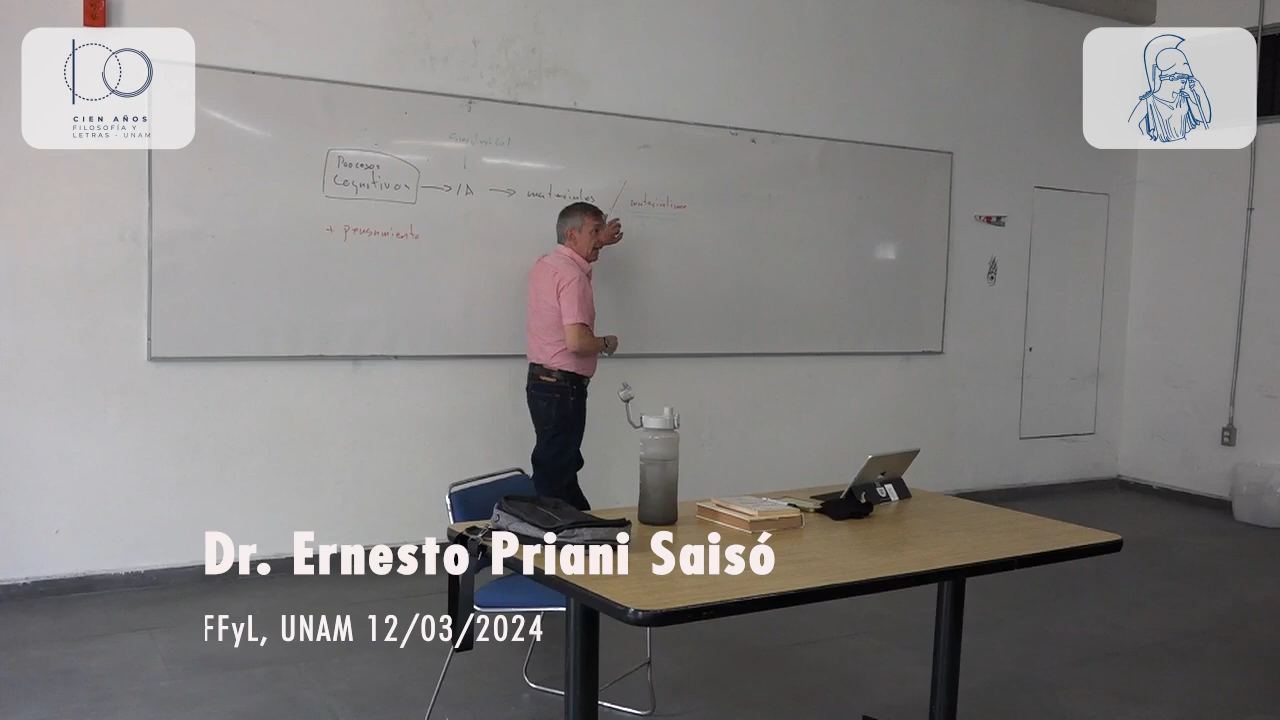 CIEN AÑOS
FILOSOFÍA Y
LETRAS - UNAM
Procesos
Cognitivos → IA → materiales / materialismo
+ pensamiento
Dr. Ernesto Priani Saisó
FFyL, UNAM 12/03/2024